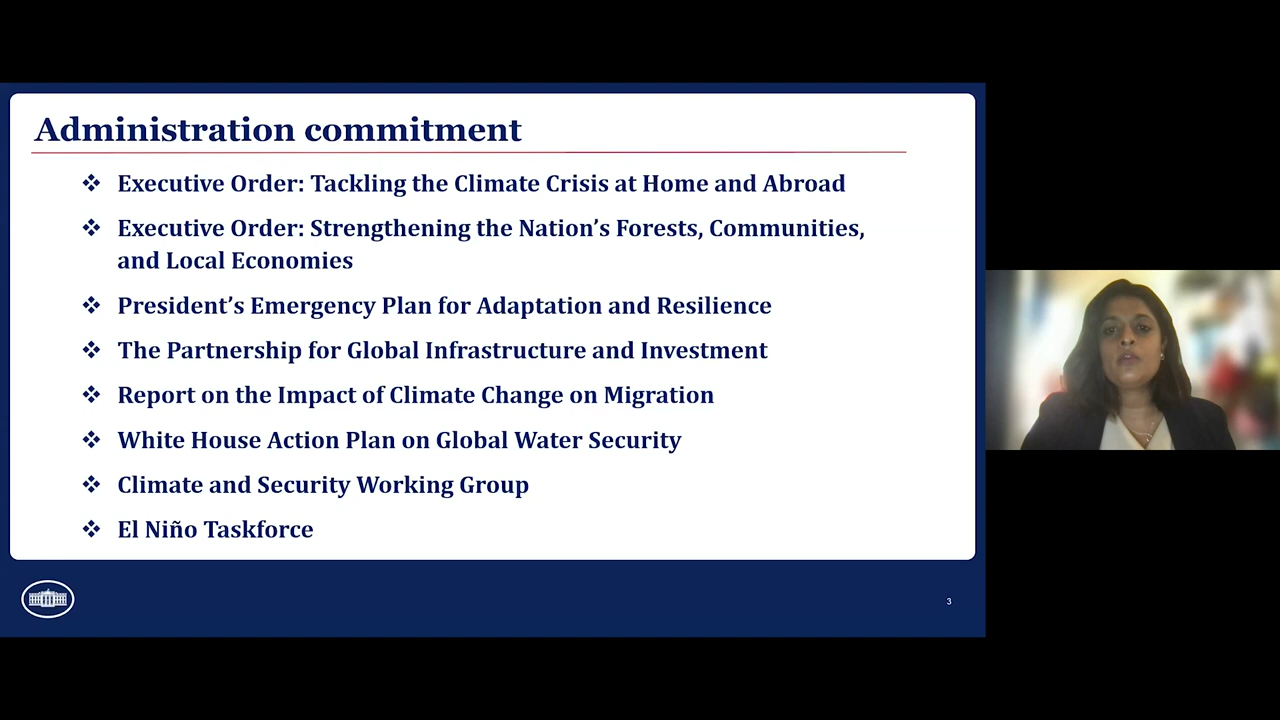 Administration commitment
❖ Executive Order: Tackling the Climate Crisis at Home and Abroad
❖ Executive Order: Strengthening the Nation’s Forests, Communities,
and Local Economies
❖ President’s Emergency Plan for Adaptation and Resilience
❖ The Partnership for Global Infrastructure and Investment
❖ Report on the Impact of Climate Change on Migration
❖ White House Action Plan on Global Water Security
❖ Climate and Security Working Group
❖ El Niño Taskforce
3